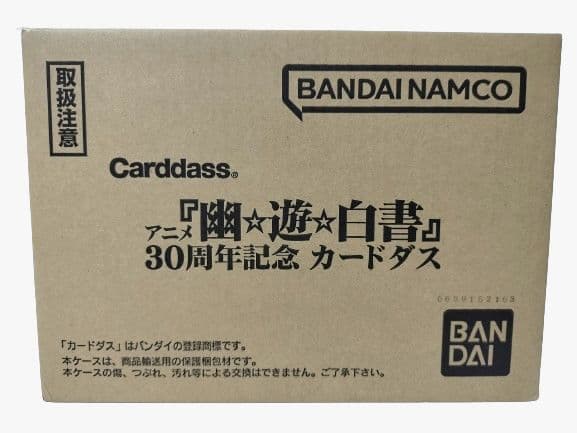 取扱注意
BANDAI NAMCO
Carddass®
アニメ『幽☆遊☆白書』
30周年記念 カードダス
「カードダス」はバンダイの登録商標です。
本ケースは、商品輸送用の保護梱包材です。
本ケースの傷、つぶれ、汚れ等による交換はできません。ご了承下さい。
BAN
DAI